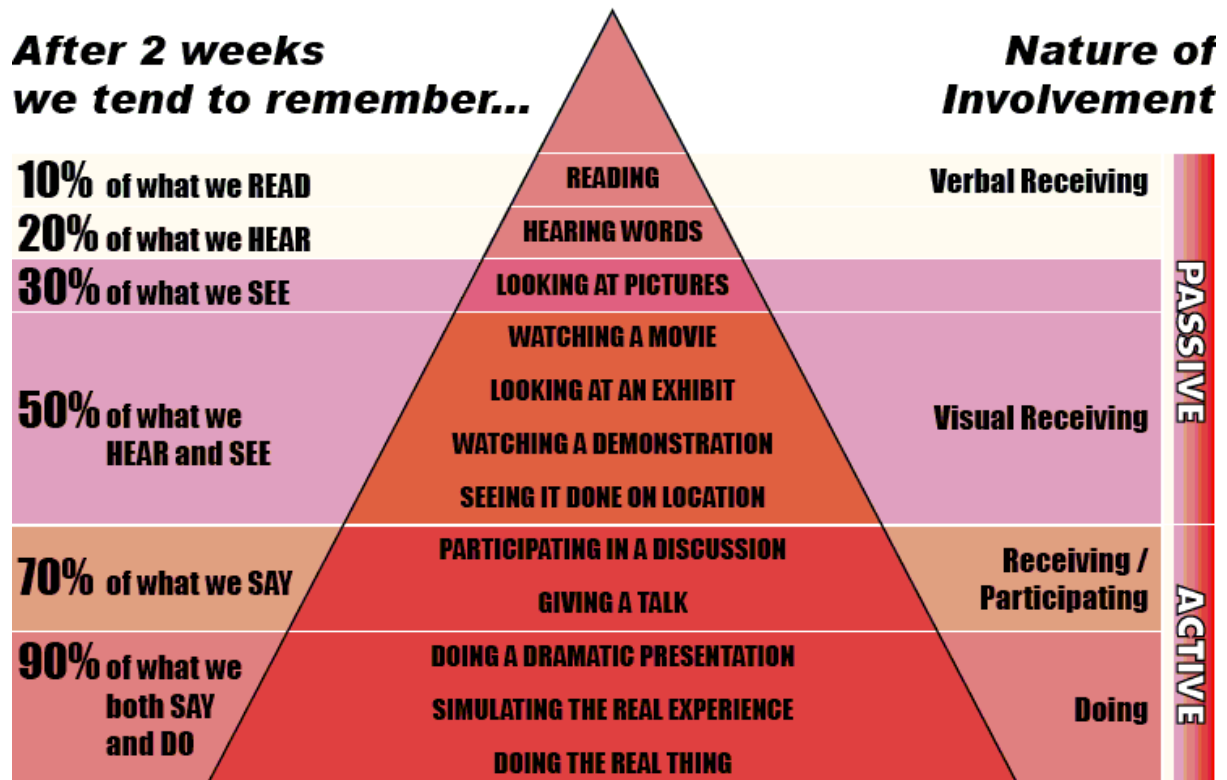 After 2 weeks
we tend to remember...
Nature of
Involvement
10% of what we READ
READING
Verbal Receiving
20% of what we HEAR
HEARING WORDS
30% of what we SEE
LOOKING AT PICTURES
50% of what we
HEAR and SEE
WATCHING A MOVIE
LOOKING AT AN EXHIBIT
WATCHING A DEMONSTRATION
SEEING IT DONE ON LOCATION
Visual Receiving
PASSIVE
70% of what we SAY
PARTICIPATING IN A DISCUSSION
GIVING A TALK
Receiving /
Participating
90% of what we
both SAY
and DO
DOING A DRAMATIC PRESENTATION
SIMULATING THE REAL EXPERIENCE
DOING THE REAL THING
Doing
ACTIVE